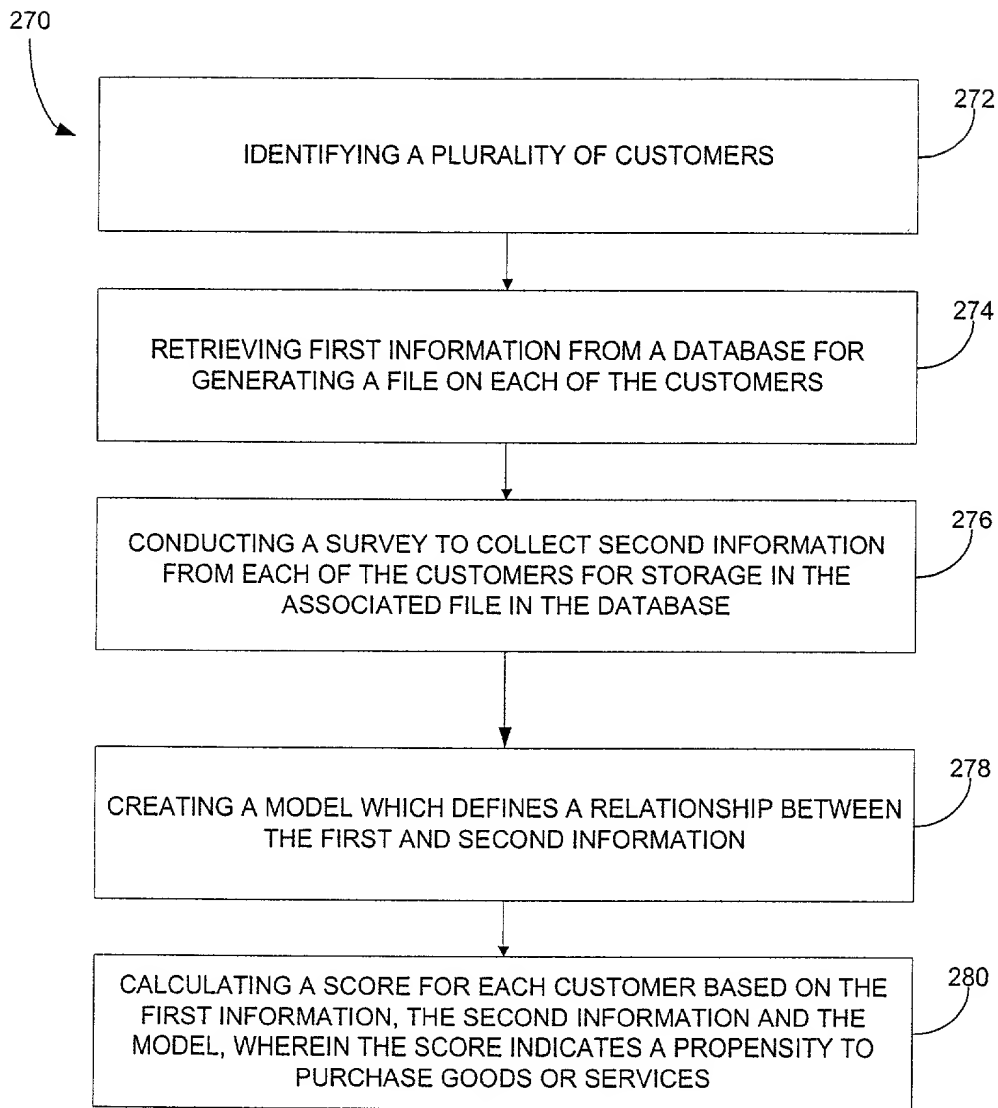 270
272
IDENTIFYING A PLURALITY OF CUSTOMERS
274
RETRIEVING FIRST INFORMATION FROM A DATABASE FOR
GENERATING A FILE ON EACH OF THE CUSTOMERS
276
CONDUCTING A SURVEY TO COLLECT SECOND INFORMATION
FROM EACH OF THE CUSTOMERS FOR STORAGE IN THE
ASSOCIATED FILE IN THE DATABASE
278
CREATING A MODEL WHICH DEFINES A RELATIONSHIP BETWEEN
THE FIRST AND SECOND INFORMATION
280
CALCULATING A SCORE FOR EACH CUSTOMER BASED ON THE
FIRST INFORMATION, THE SECOND INFORMATION AND THE
MODEL, WHEREIN THE SCORE INDICATES A PROPENSITY TO
PURCHASE GOODS OR SERVICES